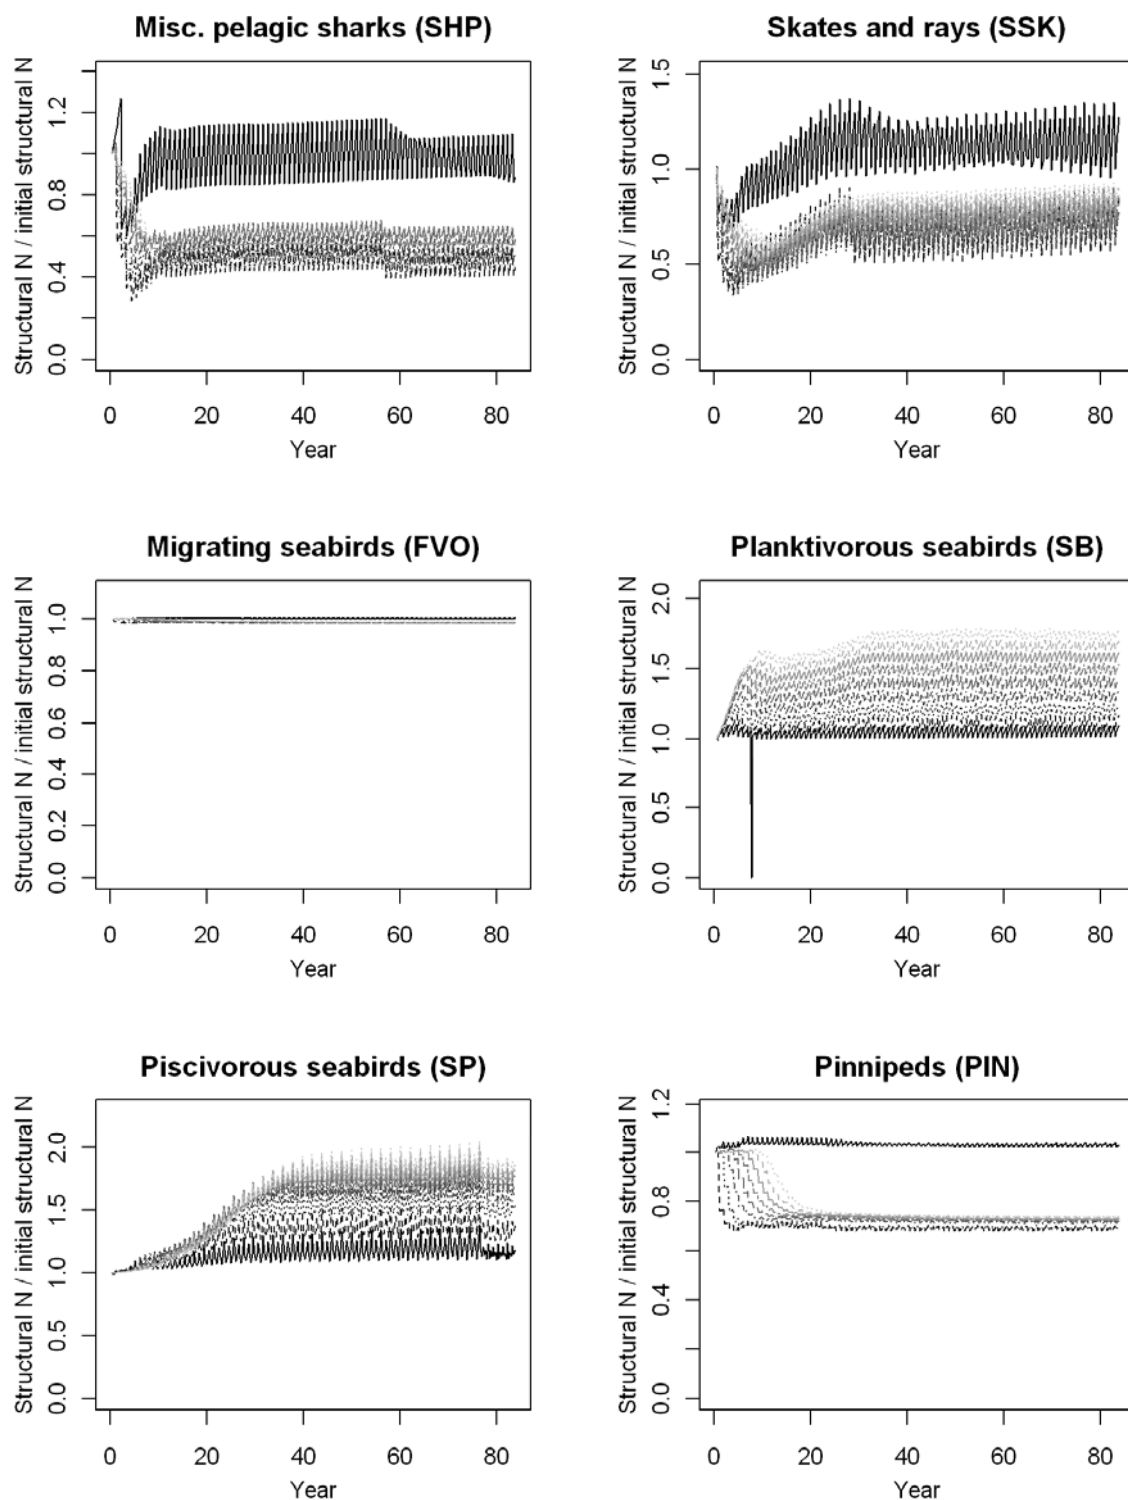 Misc. pelagic sharks (SHP)
Structural N / initial structural N
1.2
0.8
0.4
0.0
0 20 40 60 80
Year
Skates and rays (SSK)
Structural N / initial structural N
1.5
1.0
0.5
0.0
0 20 40 60 80
Year
Migrating seabirds (FVO)
Structural N / initial structural N
1.0
0.8
0.6
0.4
0.2
0.0
0 20 40 60 80
Year
Planktivorous seabirds (SB)
Structural N / initial structural N
2.0
1.5
1.0
0.5
0.0
0 20 40 60 80
Year
Piscivorous seabirds (SP)
Structural N / initial structural N
2.0
1.5
1.0
0.5
0.0
0 20 40 60 80
Year
Pinnipeds (PIN)
Structural N / initial structural N
1.2
0.8
0.4
0.0
0 20 40 60 80
Year